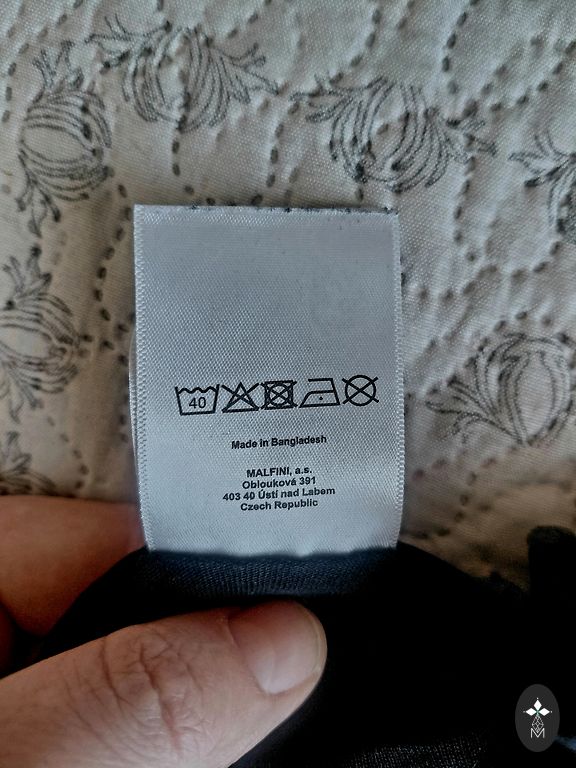 40
Made in Bangladesh
MALFINI, a.s.
Oblouková 391
403 40 Ústí nad Labem
Czech Republic
M